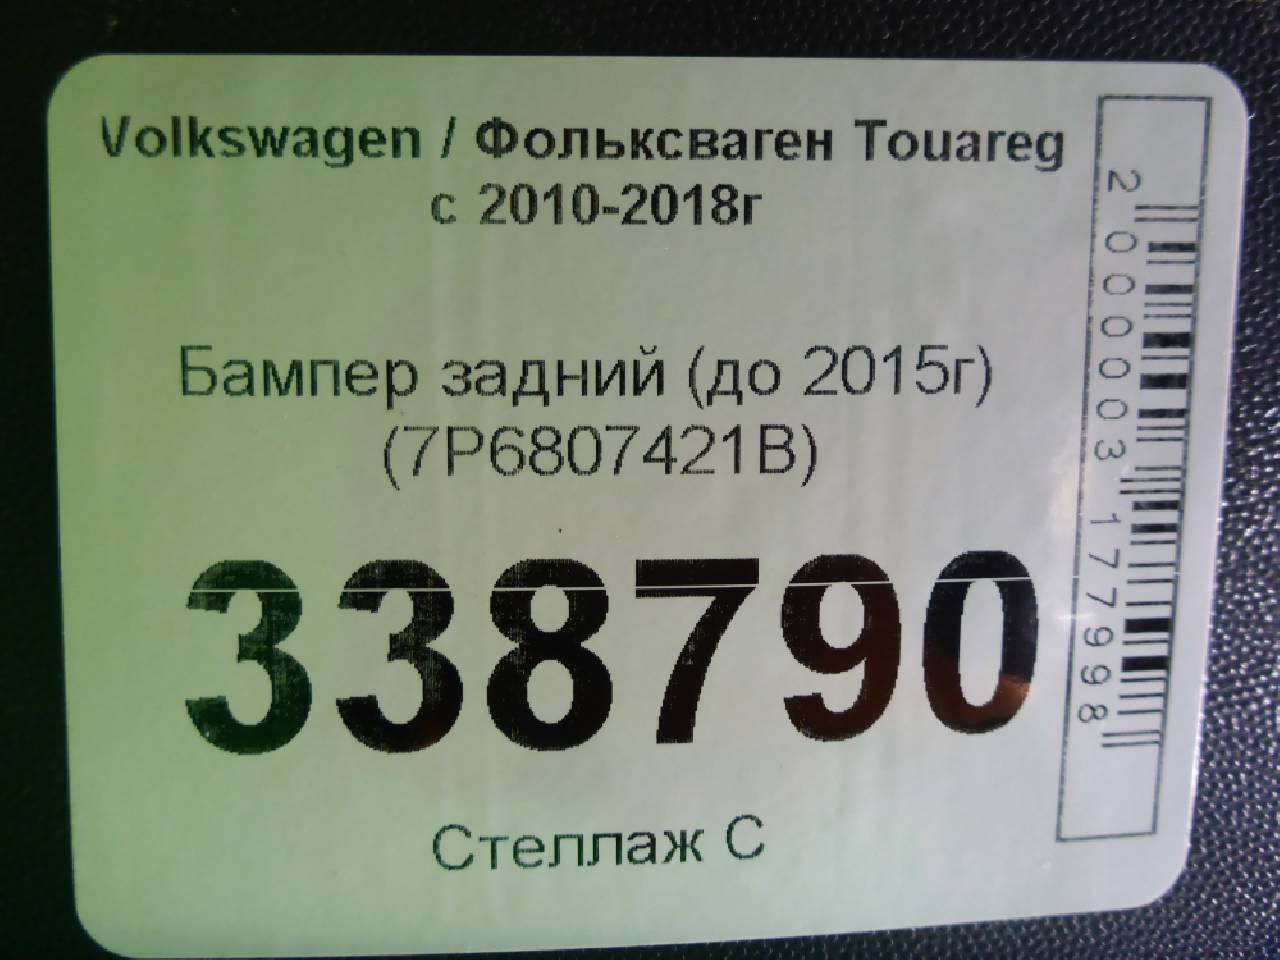 Volkswagen / Фольксваген Touareg
с 2010-2018г
Бампер задний (до 2015г)
(7P6807421B)
338790
Стеллаж С
2000003177998